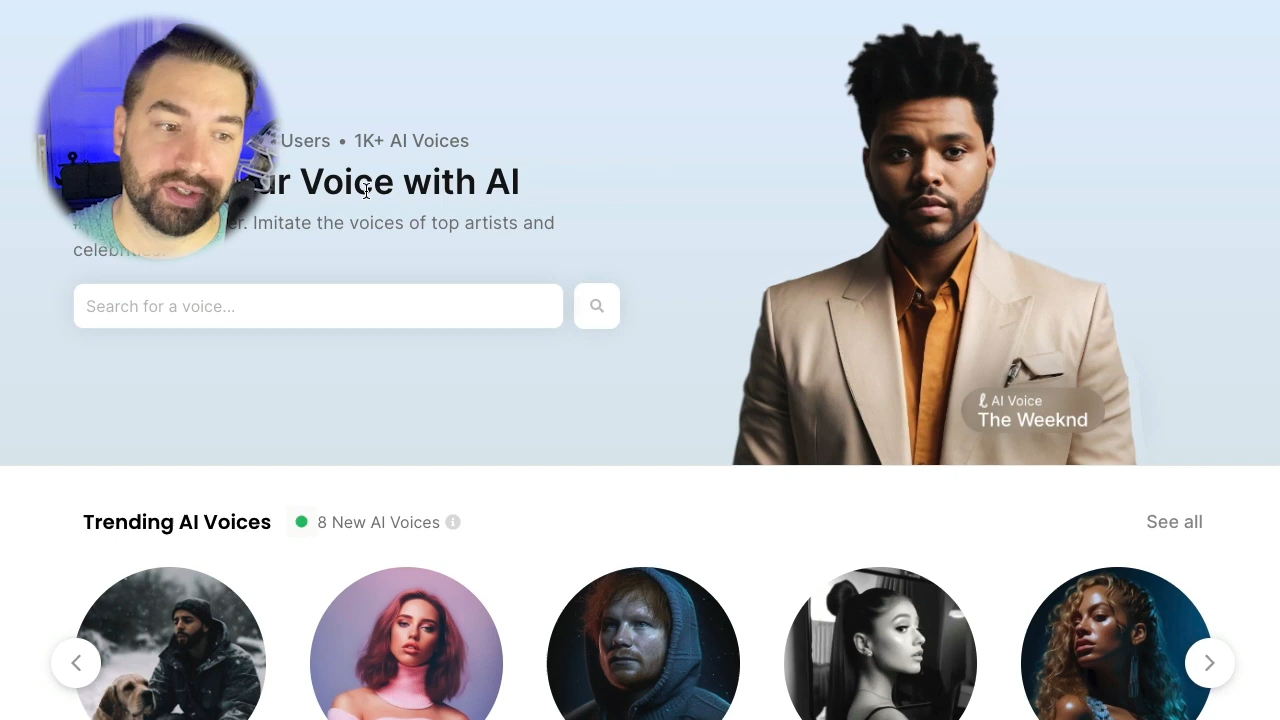 Users • 1K+ AI Voices
Voice with AI
Imitate the voices of top artists and
celebrities.
Search for a voice...
AI Voice
The Weeknd
Trending AI Voices
8 New AI Voices
See all